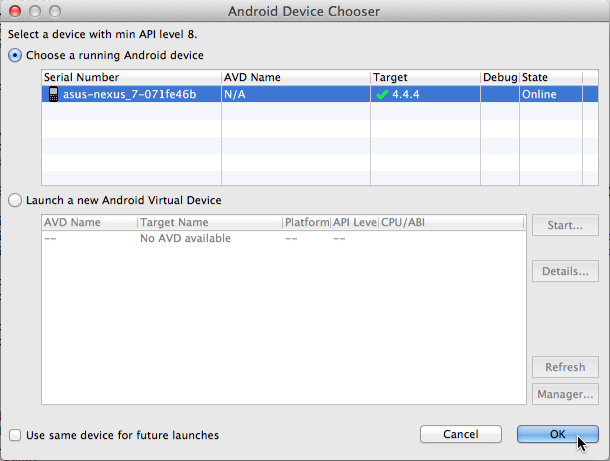 Android Device Chooser
Select a device with min API level 8.
Choose a running Android device
Serial Number AVD Name Target Debug State
asus-nexus_7-071fe46b N/A 4.4.4 Online
Launch a new Android Virtual Device
AVD Name Target Name Platform API Leve CPU/ABI
-- No AVD available -- --
Start...
Details...
Refresh
Manager...
Use same device for future launches
Cancel OK